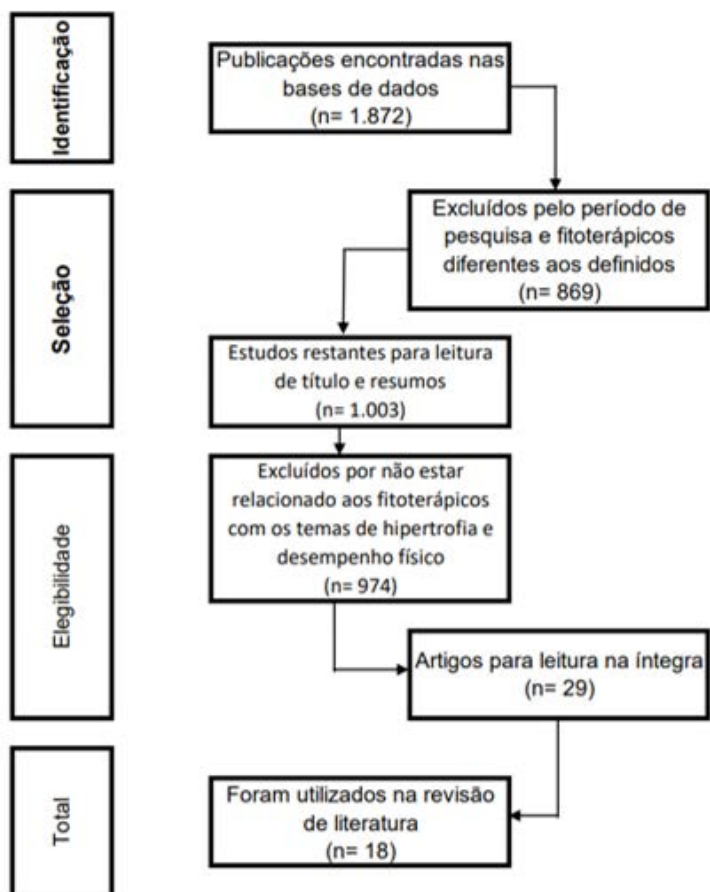 Identificação
Publicações encontradas nas
bases de dados
(n= 1.872)
Seleção
Excluídos pelo período de
pesquisa e fitoterápicos
diferentes aos definidos
(n= 869)
Estudos restantes para leitura
de título e resumos
(n= 1.003)
Elegibilidade
Excluídos por não estar
relacionado aos fitoterápicos
com os temas de hipertrofia e
desempenho físico
(n= 974)
Artigos para leitura na íntegra
(n= 29)
Total
Foram utilizados na revisão
de literatura
(n= 18)